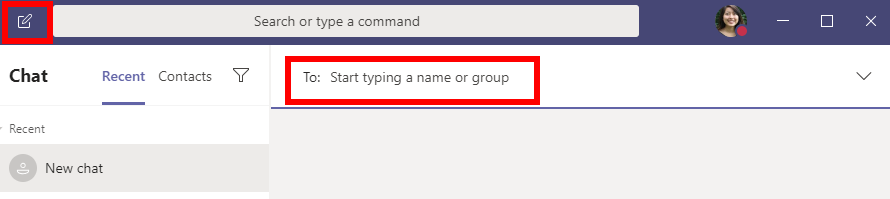 Search or type a command
Chat
Recent
Contacts
To: Start typing a name or group
Recent
New chat